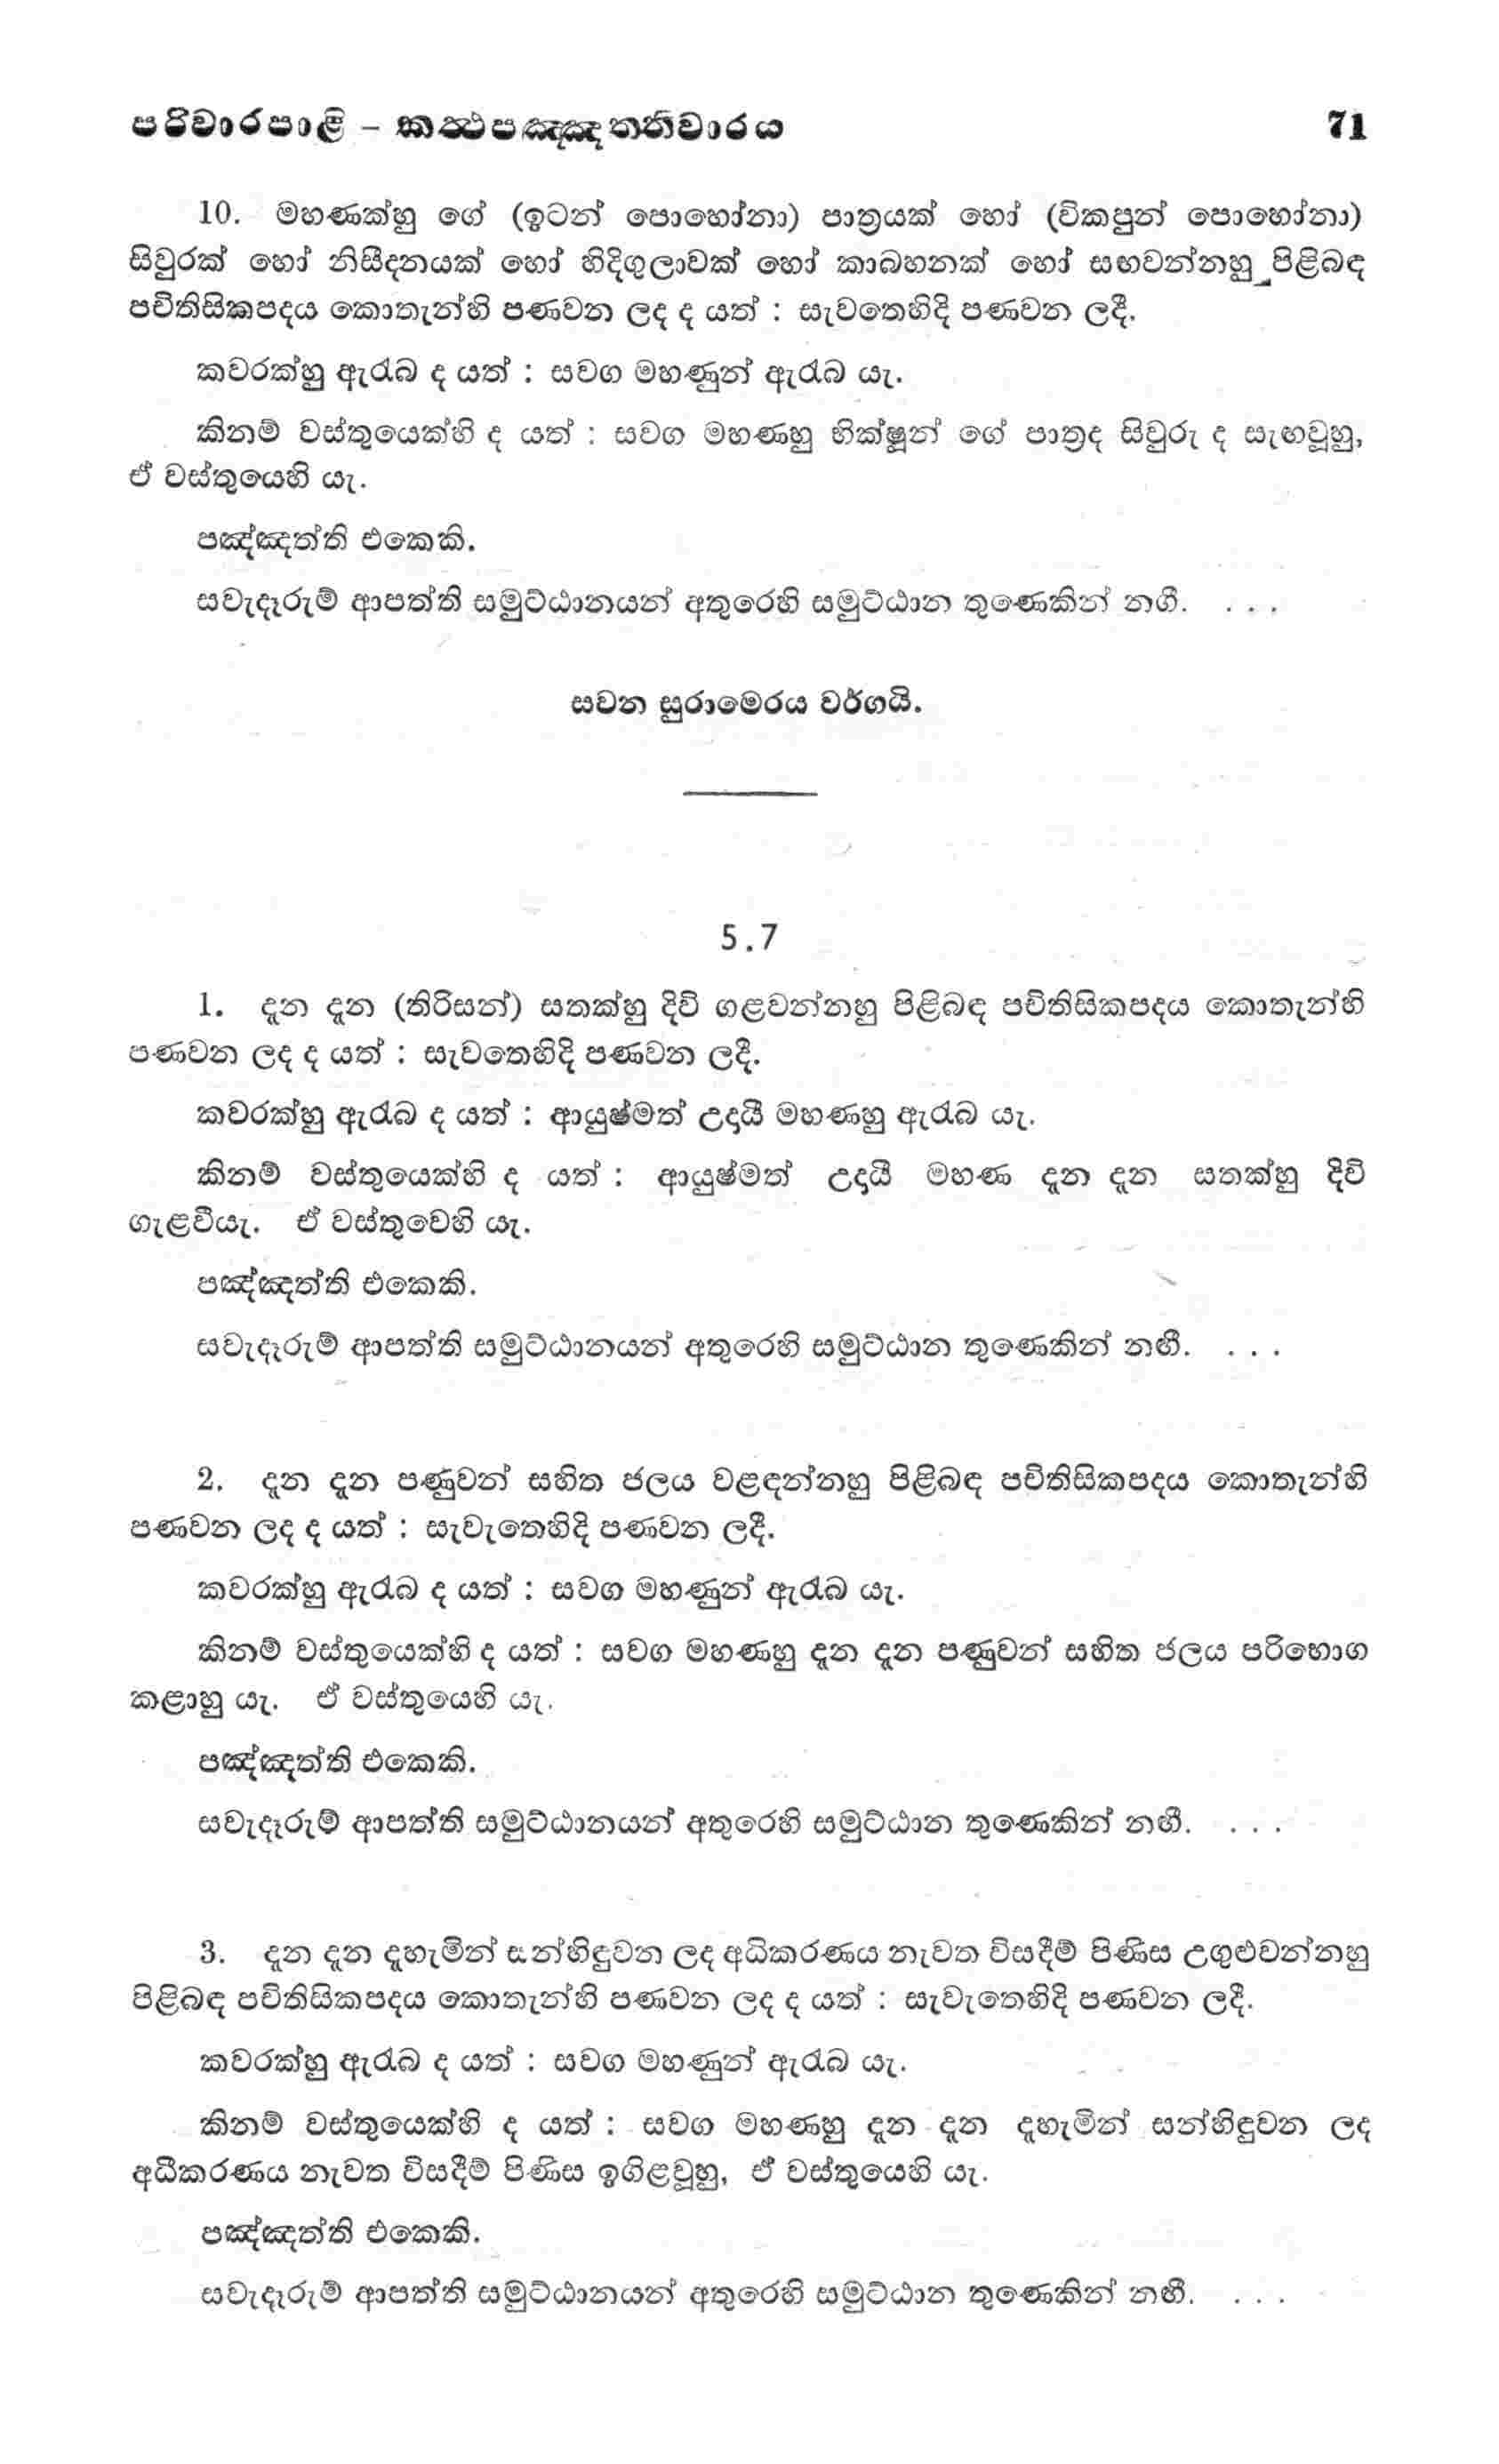 පරිවාරපාළි – කත්ථපඤ්ඤත්තිවාරය 71
10. මහණක්හු ගේ (ඉටන් පොහෝනා) පාත්‍රයක් හෝ (විකපුන් පොහෝනා)
සිවුරක් හෝ නිසීදනයක් හෝ හිදිගුලාවක් හෝ කාබහනක් හෝ සඟවන්නහු පිළිබඳ
පචිතිසිකපදය කොතැන්හි පණවන ලද ද යත් : සැවතෙහිදි පණවන ලදී.
කවරක්හු ඇරැබ ද යත් : සවග මහණුන් ඇරැබ යැ.
කිනම් වස්තුයෙක්හි ද යත් : සවග මහණහු භික්ෂූන් ගේ පාත්‍රද සිවුරු ද සැඟවූහු,
ඒ වස්තුයෙහි යැ.
පඤ්ඤත්ති එකෙකි.
සවැදෑරුම් ආපත්ති සමුට්ඨානයන් අතුරෙහි සමුට්ඨාන තුණෙකින් නගී. . . .
සවන සුරාමෙරය වර්ගයි.
5.7
1. දැන දැන (තිරිසන්) සතක්හු දිවි ගළවන්නහු පිළිබඳ පචිතිසිකපදය කොතැන්හි
පණවන ලද ද යත් : සැවතෙහිදි පණවන ලදී.
කවරක්හු ඇරැබ ද යත් : ආයුෂ්මත් උදායී මහණහු ඇරැබ යැ.
කිනම් වස්තුයෙක්හි ද යත් : ආයුෂ්මත් උදායී මහණ දැන දැන සතක්හු දිවි
ගැළවීයැ. ඒ වස්තුවෙහි යැ.
පඤ්ඤත්ති එකෙකි.
සවැදෑරුම් ආපත්ති සමුට්ඨානයන් අතුරෙහි සමුට්ඨාන තුණෙකින් නඟී. . . .
2. දැන දැන පණුවන් සහිත ජලය වළඳන්නහු පිළිබඳ පචිතිසිකපදය කොතැන්හි
පණවන ලද ද යත් : සැවැතෙහිදි පණවන ලදී.
කවරක්හු ඇරැබ ද යත් : සවග මහණුන් ඇරැබ යැ.
කිනම් වස්තුයෙක්හි ද යත් : සවග මහණහු දැන දැන පණුවන් සහිත ජලය පරිභොග
කළාහු යැ. ඒ වස්තුයෙහි යැ.
පඤ්ඤත්ති එකෙකි.
සවැදෑරුම් ආපත්ති සමුට්ඨානයන් අතුරෙහි සමුට්ඨාන තුණෙකින් නඟී. . . .
3. දැන දැන දැහැමින් සන්හිඳුවන ලද අධිකරණය නැවත විසදීම් පිණිස උගුළුවන්නහු
පිළිබඳ පචිතිසිකපදය කොතැන්හි පණවන ලද ද යත් : සැවැතෙහිදි පණවන ලදී.
කවරක්හු ඇරැබ ද යත් : සවග මහණුන් ඇරැබ යැ.
කිනම් වස්තුයෙක්හි ද යත් : සවග මහණහු දැන දැන දැහැමින් සන්හිඳුවන ලද
අධීකරණය නැවත විසදීම් පිණිස ඉගිළවූහු, ඒ වස්තුයෙහි යැ.
පඤ්ඤත්ති එකෙකි.
සවැදෑරුම් ආපත්ති සමුට්ඨානයන් අතුරෙහි සමුට්ඨාන තුණෙකින් නඟී. . . .